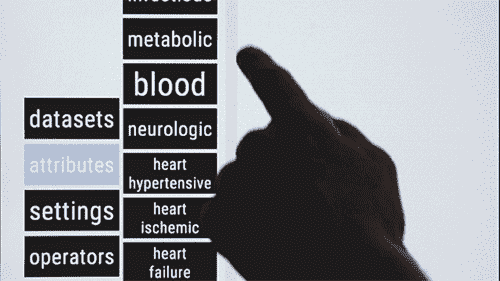 datasets
attributes
settings
operators
metabolic
blood
neurologic
heart
hypertensive
heart
ischemic
heart
failure